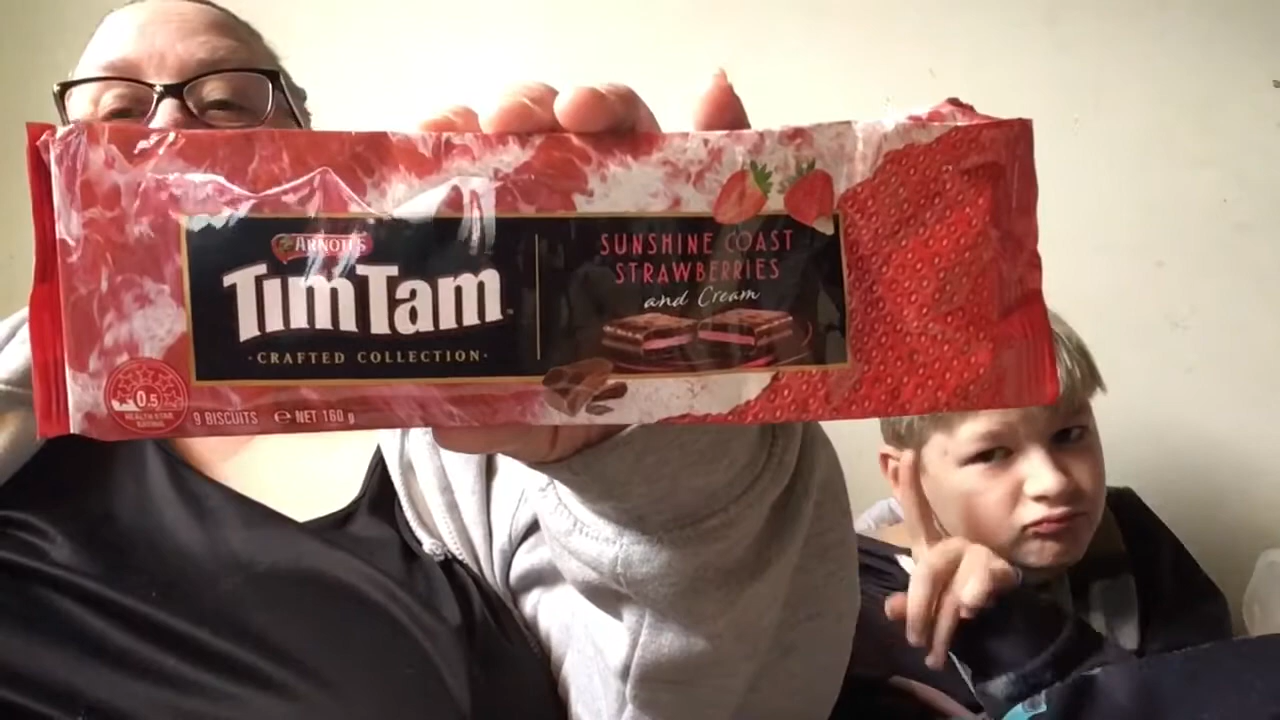 ARNOTT'S
TimTam
·CRAFTED COLLECTION·
SUNSHINE COAST
STRAWBERRIES
and Cream
0.5
HEALTH STAR
RATING
9 BISCUITS ℮ NET 160 g